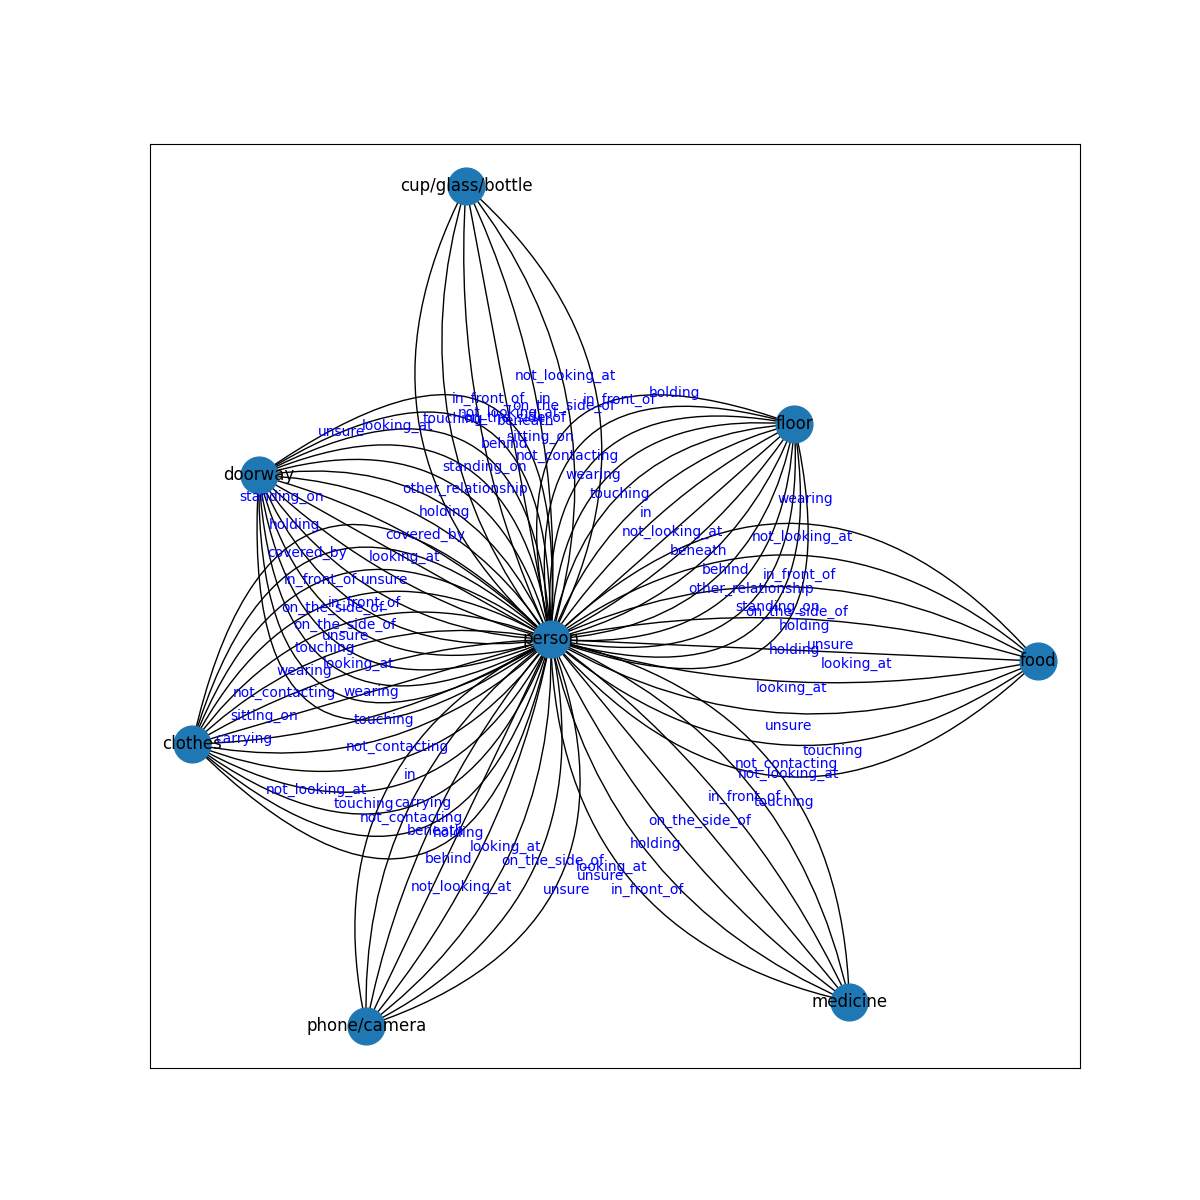 cup/glass/bottle
not_looking_at
holding
in_front_of
in
in_front_of
on_the_side_of
not_looking_at
touching
on_the_side_of
beneath
looking_at
unsure
floor
sitting_on
behind
not_contacting
standing_on
wearing
doorway
other_relationship
touching
standing_on
wearing
holding
in
holding
not_looking_at
covered_by
not_looking_at
beneath
covered_by
looking_at
behind
in_front_of
in_front_of
unsure
other_relationship
in_front_of
on_the_side_of
standing_on
on_the_side_of
on_the_side_of
holding
unsure
person
touching
unsure
holding
looking_at
looking_at
food
wearing
looking_at
not_contacting
wearing
sitting_on
touching
unsure
carrying
clothes
not_contacting
touching
not_contacting
in
not_looking_at
not_looking_at
in_front_of
touching
touching
carrying
not_contacting
on_the_side_of
beneath
holding
holding
looking_at
behind
on_the_side_of
looking_at
unsure
not_looking_at
unsure
in_front_of
medicine
phone/camera